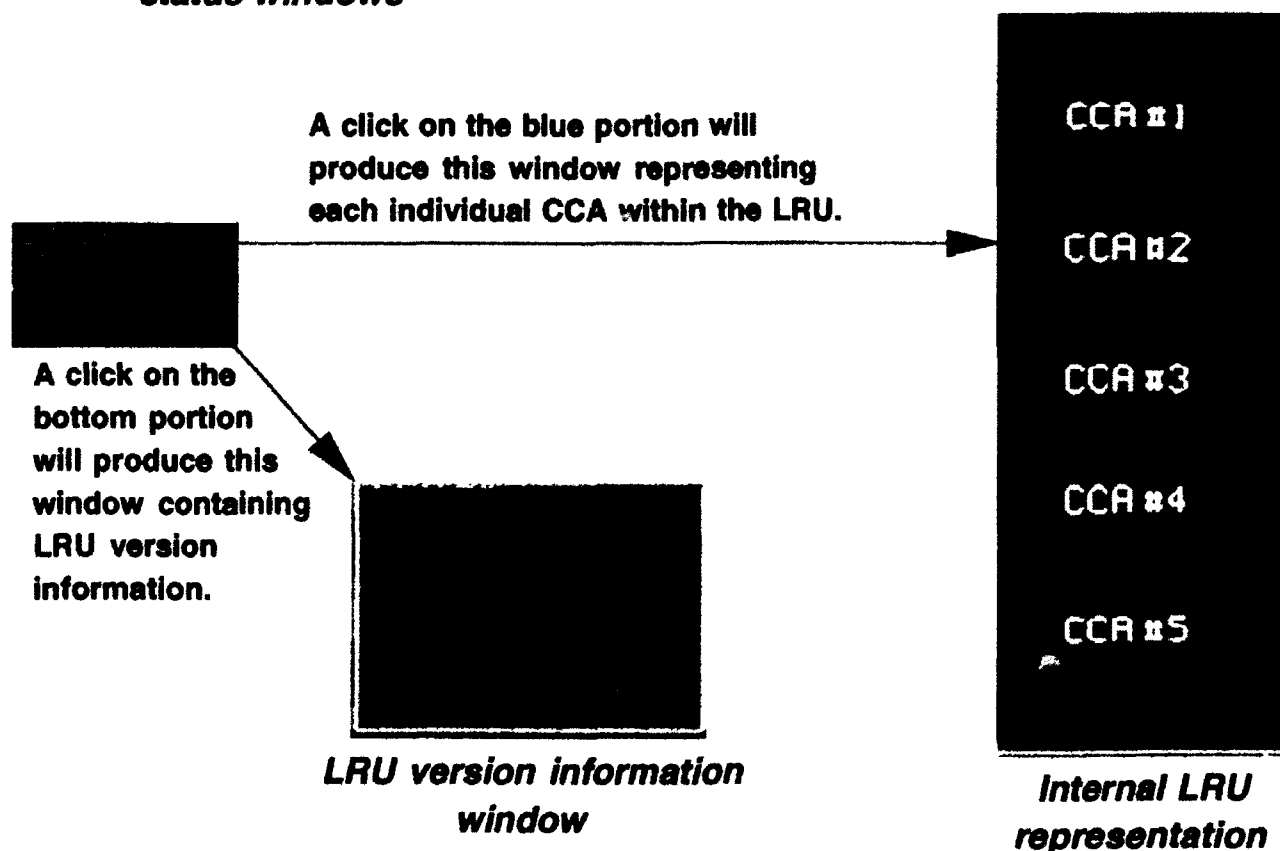 status windows
A click on the blue portion will
produce this window representing
each individual CCA within the LRU.
CCA #1
CCA #2
CCA #3
CCA #4
CCA #5
A click on the
bottom portion
will produce this
window containing
LRU version
information.
LRU version information
window
Internal LRU
representation